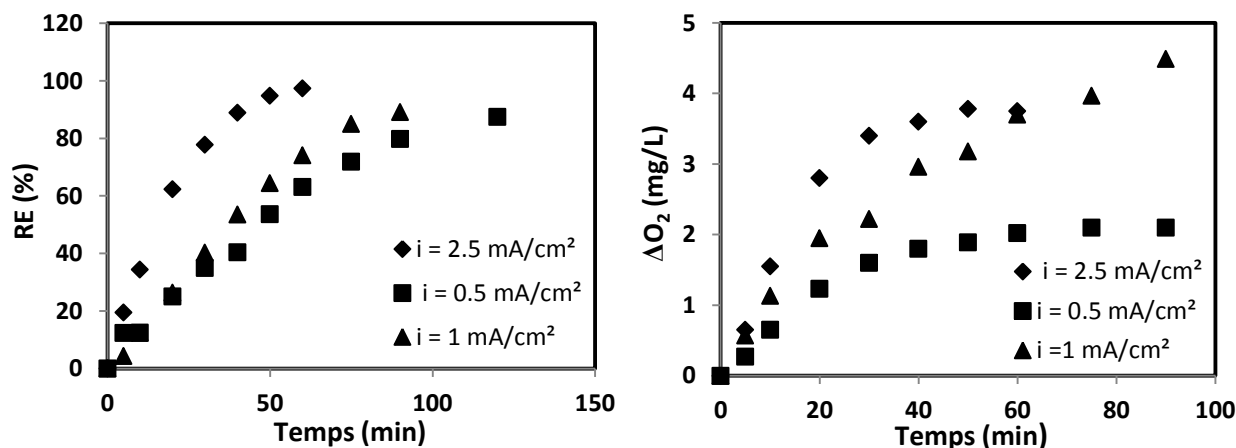 120
100
80
60
40
20
0
RE (%)
i = 2.5 mA/cm²
i = 0.5 mA/cm²
i = 1 mA/cm²
0 50 100 150
Temps (min)
5
4
3
2
1
0
ΔO₂ (mg/L)
i = 2.5 mA/cm²
i = 0.5 mA/cm²
i =1 mA/cm²
0 20 40 60 80 100
Temps (min)